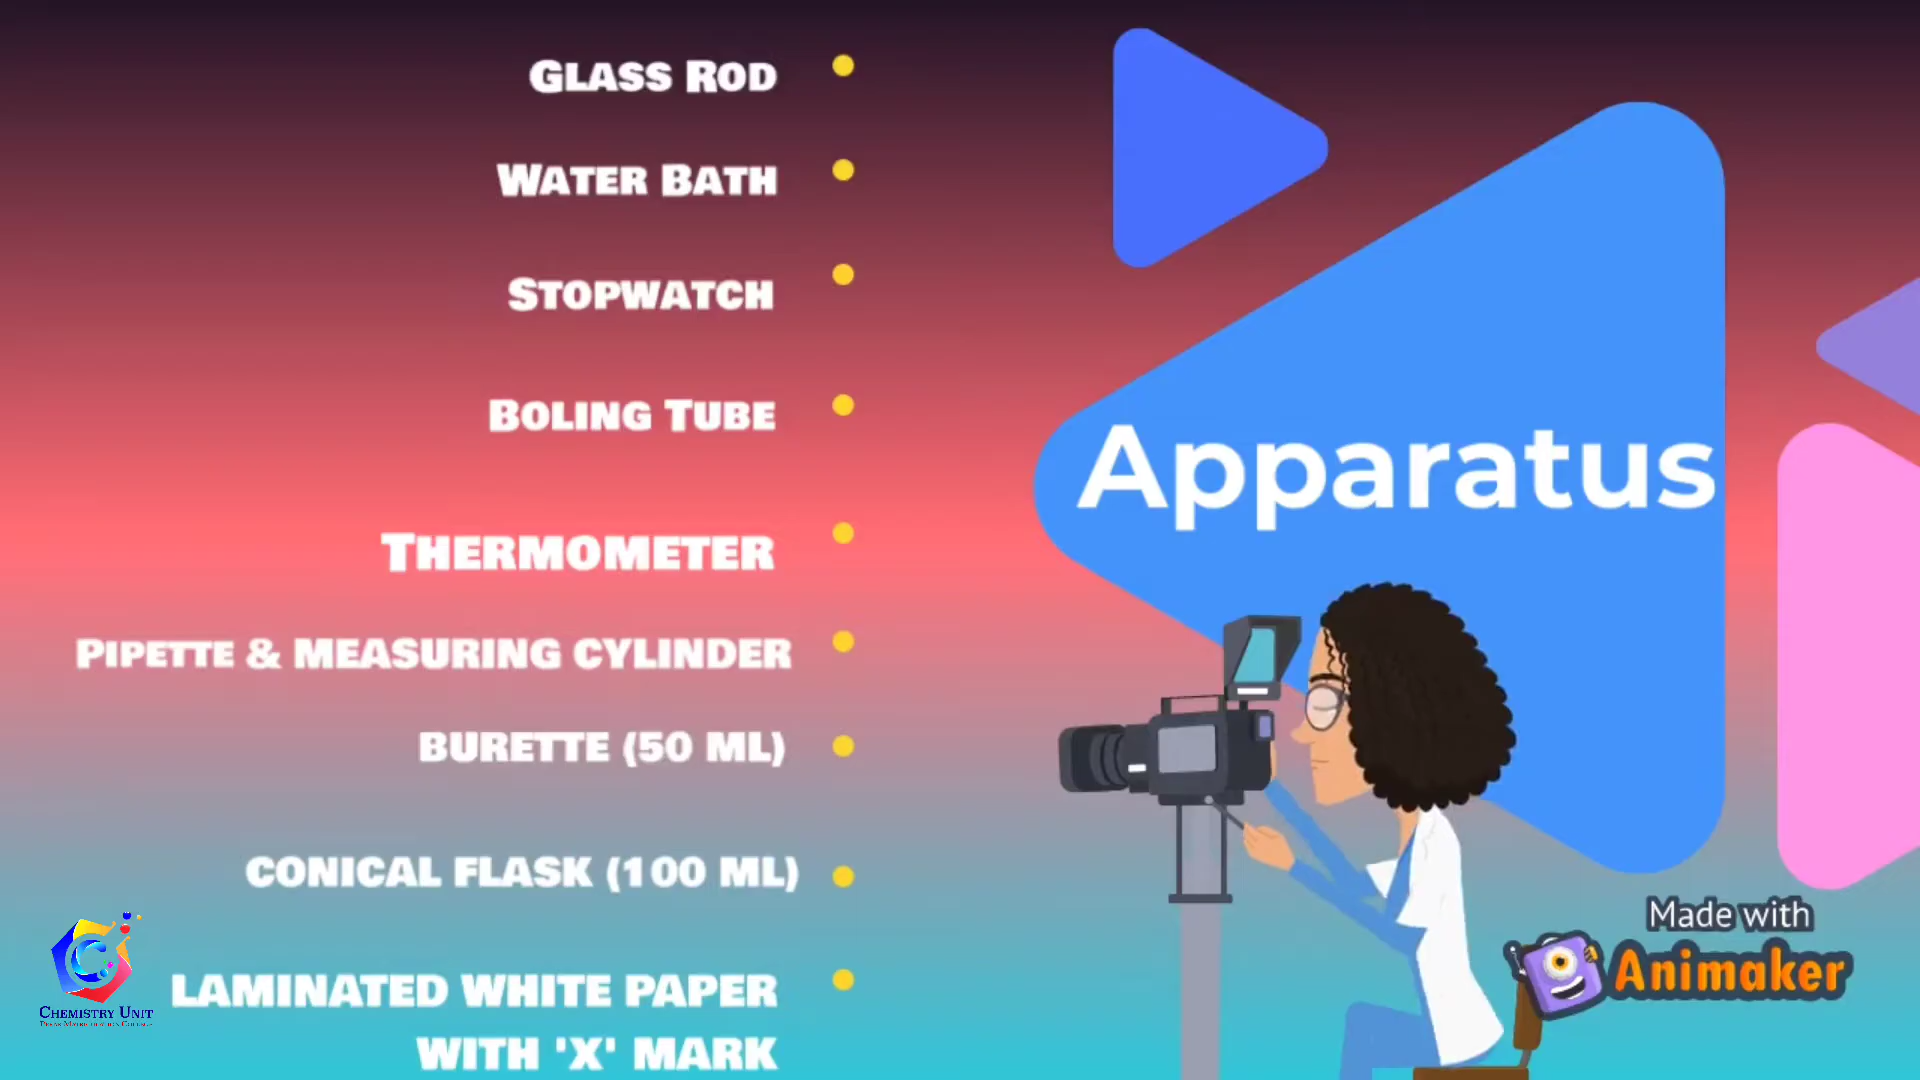 GLASS ROD
WATER BATH
STOPWATCH
BOLING TUBE
THERMOMETER
PIPETTE & MEASURING CYLINDER
BURETTE (50 ML)
CONICAL FLASK (100 ML)
LAMINATED WHITE PAPER
WITH 'X' MARK
Apparatus
CHEMISTRY UNIT
Made with
Animaker